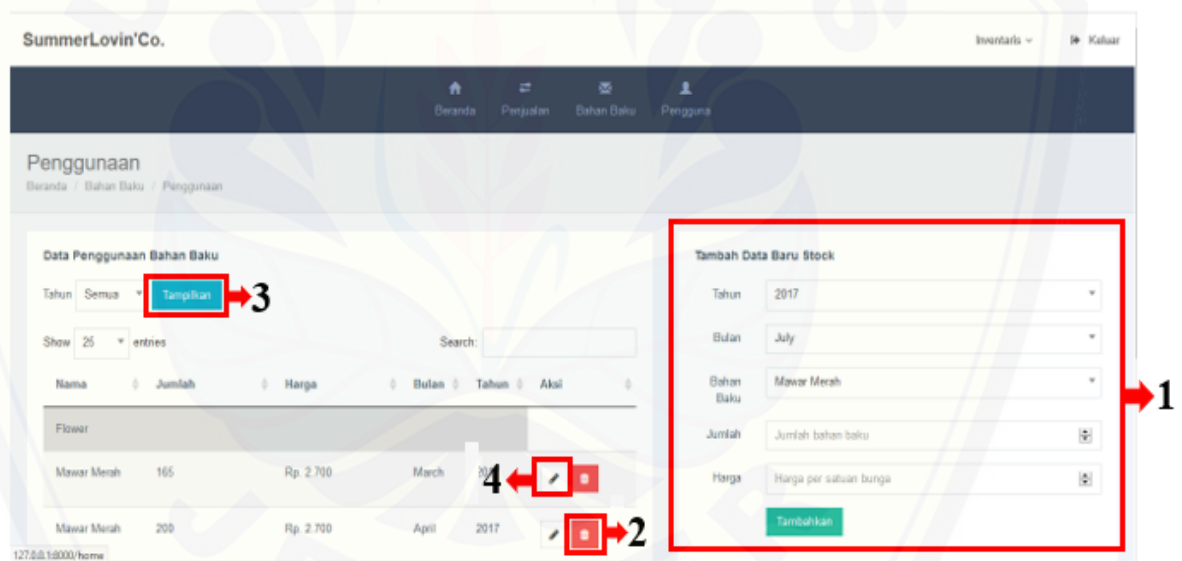 SummerLovin'Co.
Inventaris
Keluar
Beranda Penjualan Bahan Baku Pengguna
Penggunaan
Beranda / Bahan Baku / Penggunaan
Data Penggunaan Bahan Baku
Tahun Semua Tampilkan 3
Show 25 entries Search:
Nama Jumlah Harga Bulan Tahun Aksi
Flower
Mawar Merah 165 Rp. 2.700 March 4
Mawar Merah 200 Rp. 2.700 April 2017 2
Tambah Data Baru Stock
Tahun 2017
Bulan July
Bahan Baku Mawar Merah
1
Jumlah Jumlah bahan baku
Harga Harga per satuan bunga
Tambahkan
127.0.0.1:8000/home